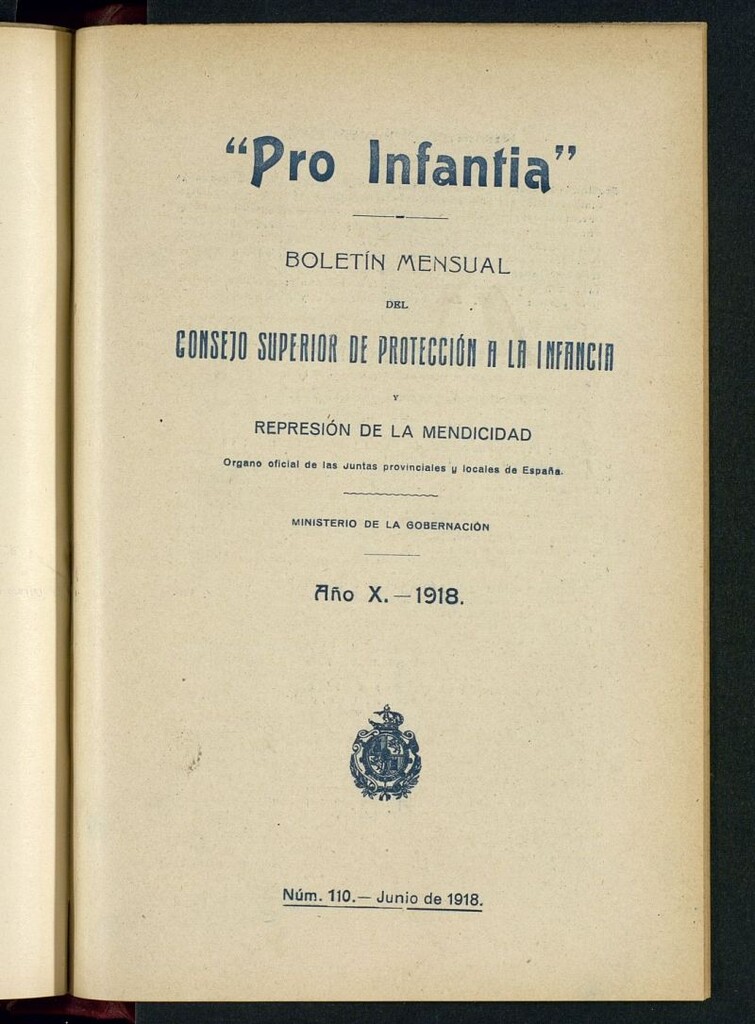 “Pro Infantia”
BOLETÍN MENSUAL
DEL
CONSEJO SUPERIOR DE PROTECCIÓN A LA INFANCIA
Y
REPRESIÓN DE LA MENDICIDAD
Organo oficial de las Juntas provinciales y locales de España.
MINISTERIO DE LA GOBERNACIÓN
Año X.—1918.
Núm. 110.—Junio de 1918.